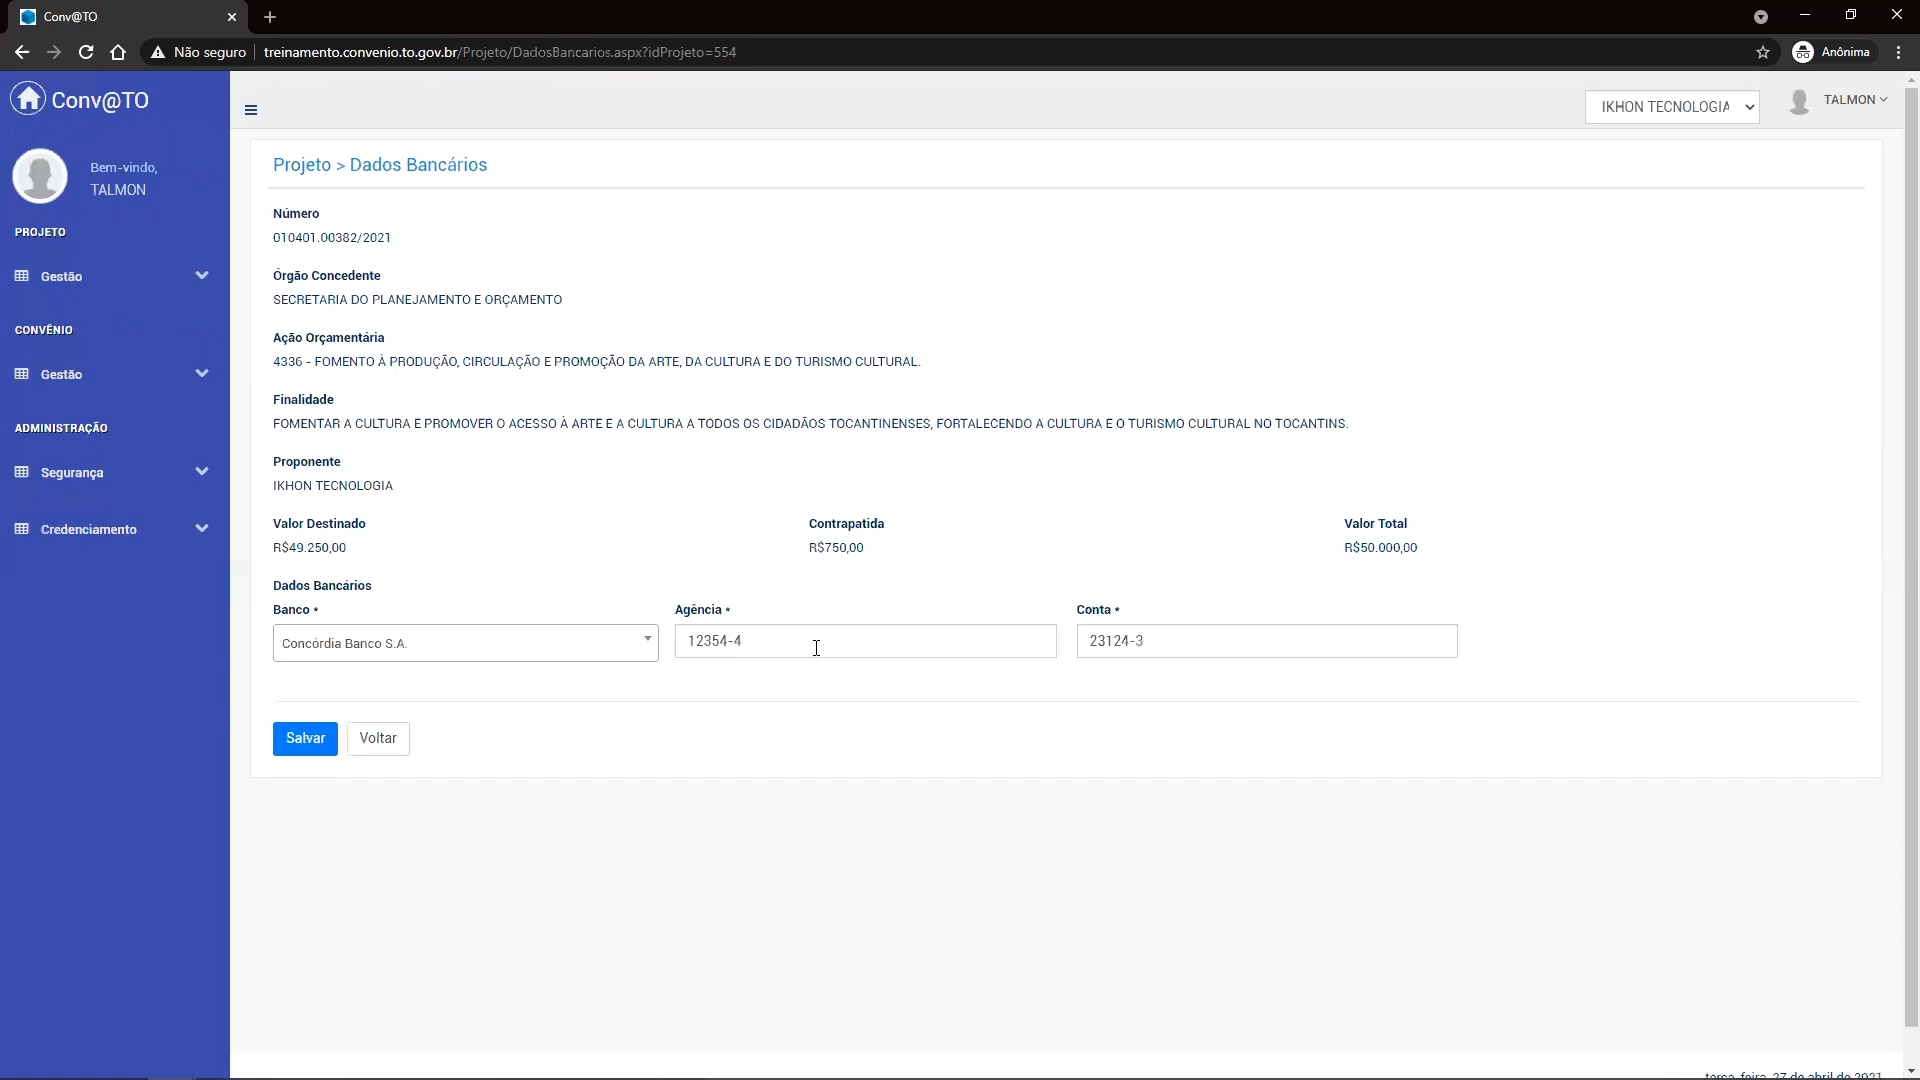 Conv@TO
Não seguro
treinamento.convenio.to.gov.br/Projeto/DadosBancarios.aspx?idProjeto=554
Anônima
Conv@TO
IKHON TECNOLOGIA
TALMON
Bem-vindo,
TALMON
PROJETO
Gestão
CONVÊNIO
Gestão
ADMINISTRAÇÃO
Segurança
Credenciamento
Projeto > Dados Bancários
Número
010401.00382/2021
Órgão Concedente
SECRETARIA DO PLANEJAMENTO E ORÇAMENTO
Ação Orçamentária
4336 - FOMENTO À PRODUÇÃO, CIRCULAÇÃO E PROMOÇÃO DA ARTE, DA CULTURA E DO TURISMO CULTURAL.
Finalidade
FOMENTAR A CULTURA E PROMOVER O ACESSO À ARTE E A CULTURA A TODOS OS CIDADÃOS TOCANTINENSES, FORTALECENDO A CULTURA E O TURISMO CULTURAL NO TOCANTINS.
Proponente
IKHON TECNOLOGIA
Valor Destinado Contrapatida Valor Total
R$49.250,00 R$750,00 R$50.000,00
Dados Bancários
Banco * Agência * Conta *
Concórdia Banco S.A. 12354-4 23124-3
Salvar Voltar
terça-feira, 27 de abril de 2021